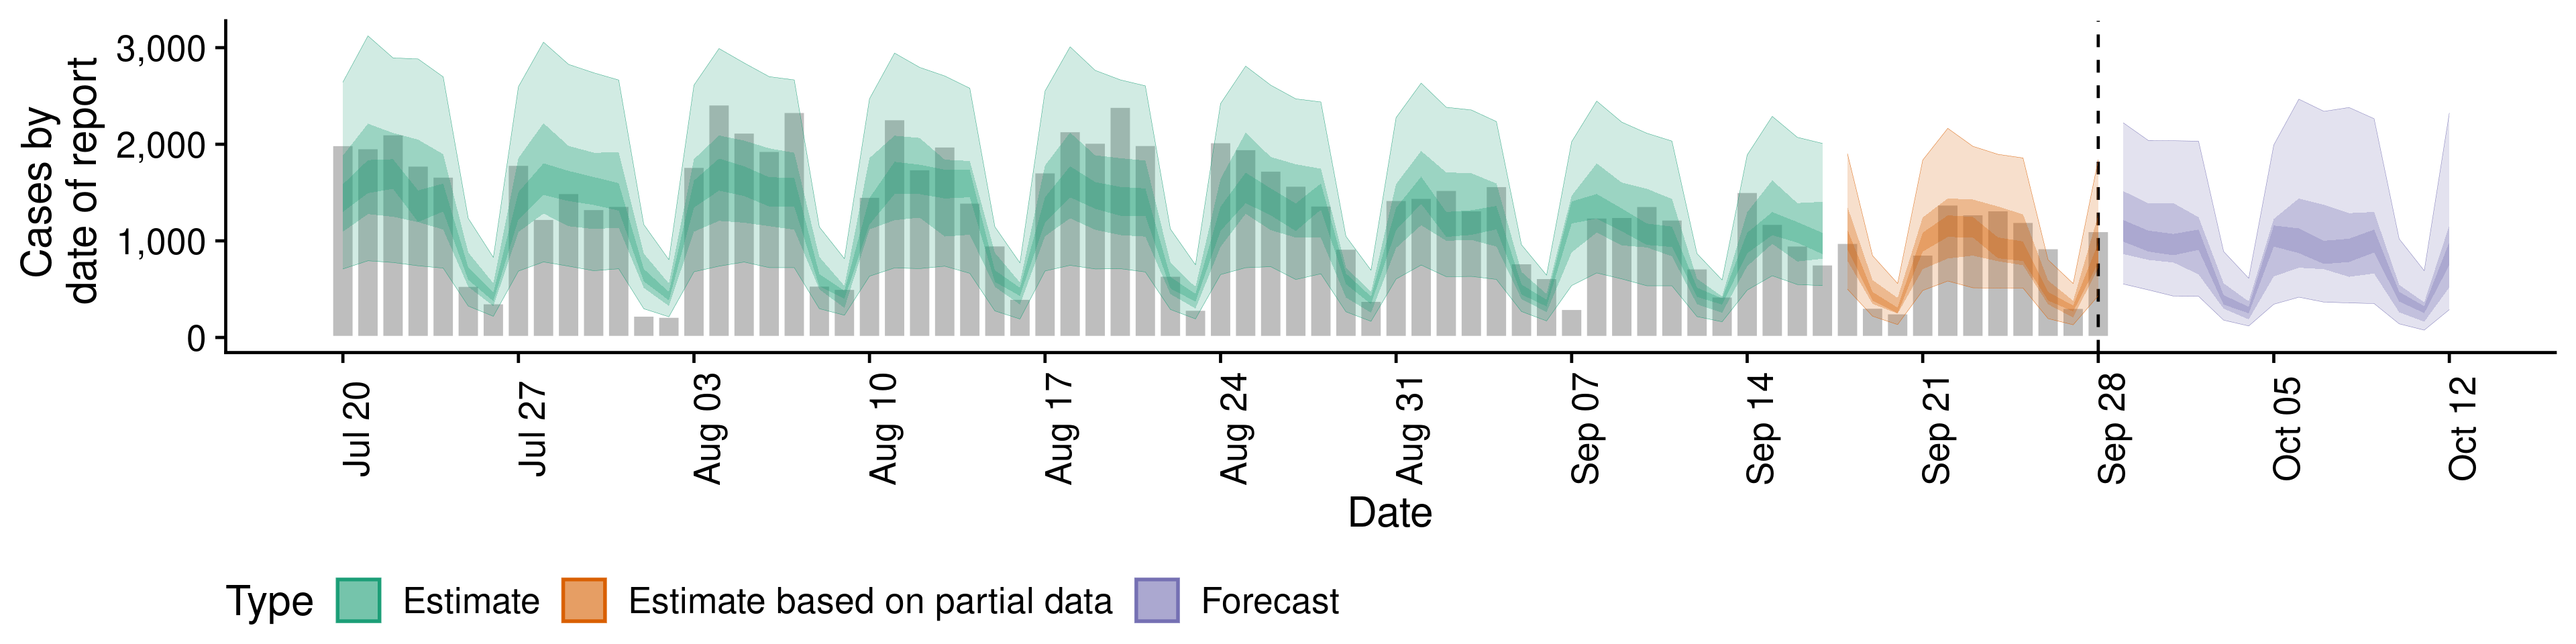 Cases by
date of report
3,000
2,000
1,000
0
Jul 20
Jul 27
Aug 03
Aug 10
Aug 17
Aug 24
Aug 31
Sep 07
Sep 14
Sep 21
Sep 28
Oct 05
Oct 12
Date
Type Estimate Estimate based on partial data Forecast